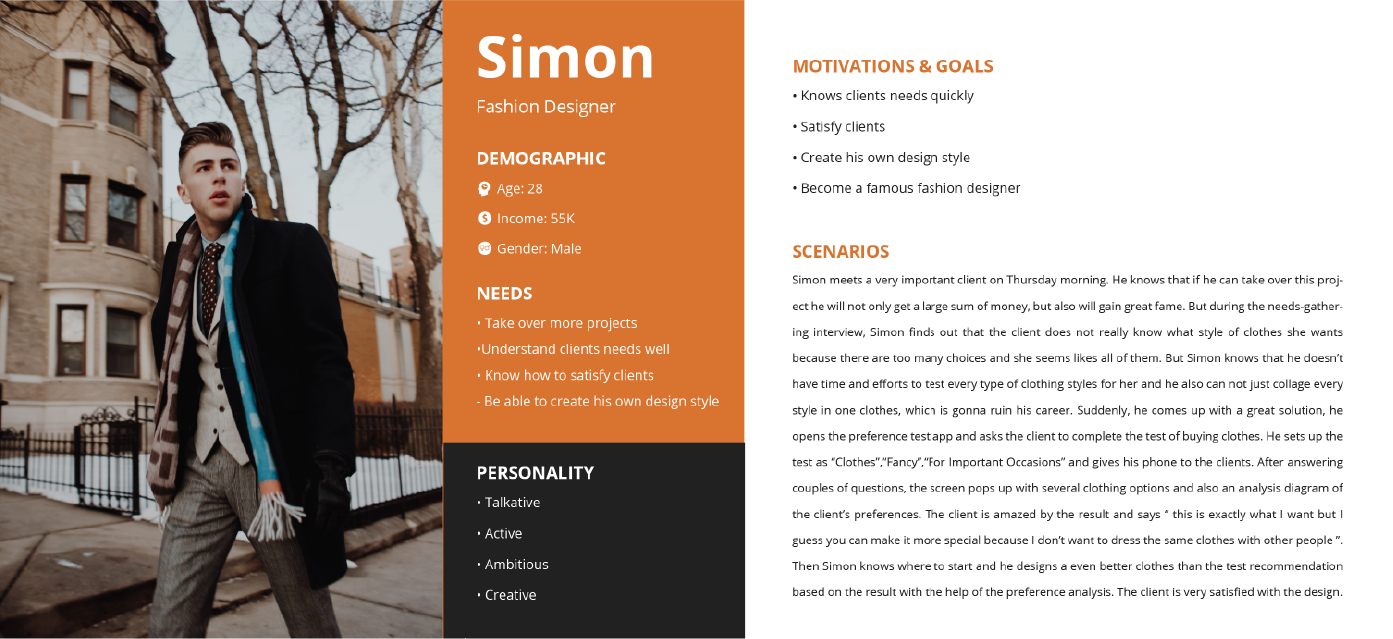 Simon
Fashion Designer
DEMOGRAPHIC
Age: 28
Income: 55K
Gender: Male
NEEDS
• Take over more projects
•Understand clients needs well
• Know how to satisfy clients
- Be able to create his own design style
PERSONALITY
• Talkative
• Active
• Ambitious
• Creative
MOTIVATIONS & GOALS
• Knows clients needs quickly
• Satisfy clients
• Create his own design style
• Become a famous fashion designer
SCENARIOS
Simon meets a very important client on Thursday morning. He knows that if he can take over this proj-
ect he will not only get a large sum of money, but also will gain great fame. But during the needs-gather-
ing interview, Simon finds out that the client does not really know what style of clothes she wants
because there are too many choices and she seems likes all of them. But Simon knows that he doesn’t
have time and efforts to test every type of clothing styles for her and he also can not just collage every
style in one clothes, which is gonna ruin his career. Suddenly, he comes up with a great solution, he
opens the preference test app and asks the client to complete the test of buying clothes. He sets up the
test as “Clothes”,“Fancy”,“For Important Occasions” and gives his phone to the clients. After answering
couples of questions, the screen pops up with several clothing options and also an analysis diagram of
the client’s preferences. The client is amazed by the result and says “ this is exactly what I want but I
guess you can make it more special because I don’t want to dress the same clothes with other people ”.
Then Simon knows where to start and he designs a even better clothes than the test recommendation
based on the result with the help of the preference analysis. The client is very satisfied with the design.